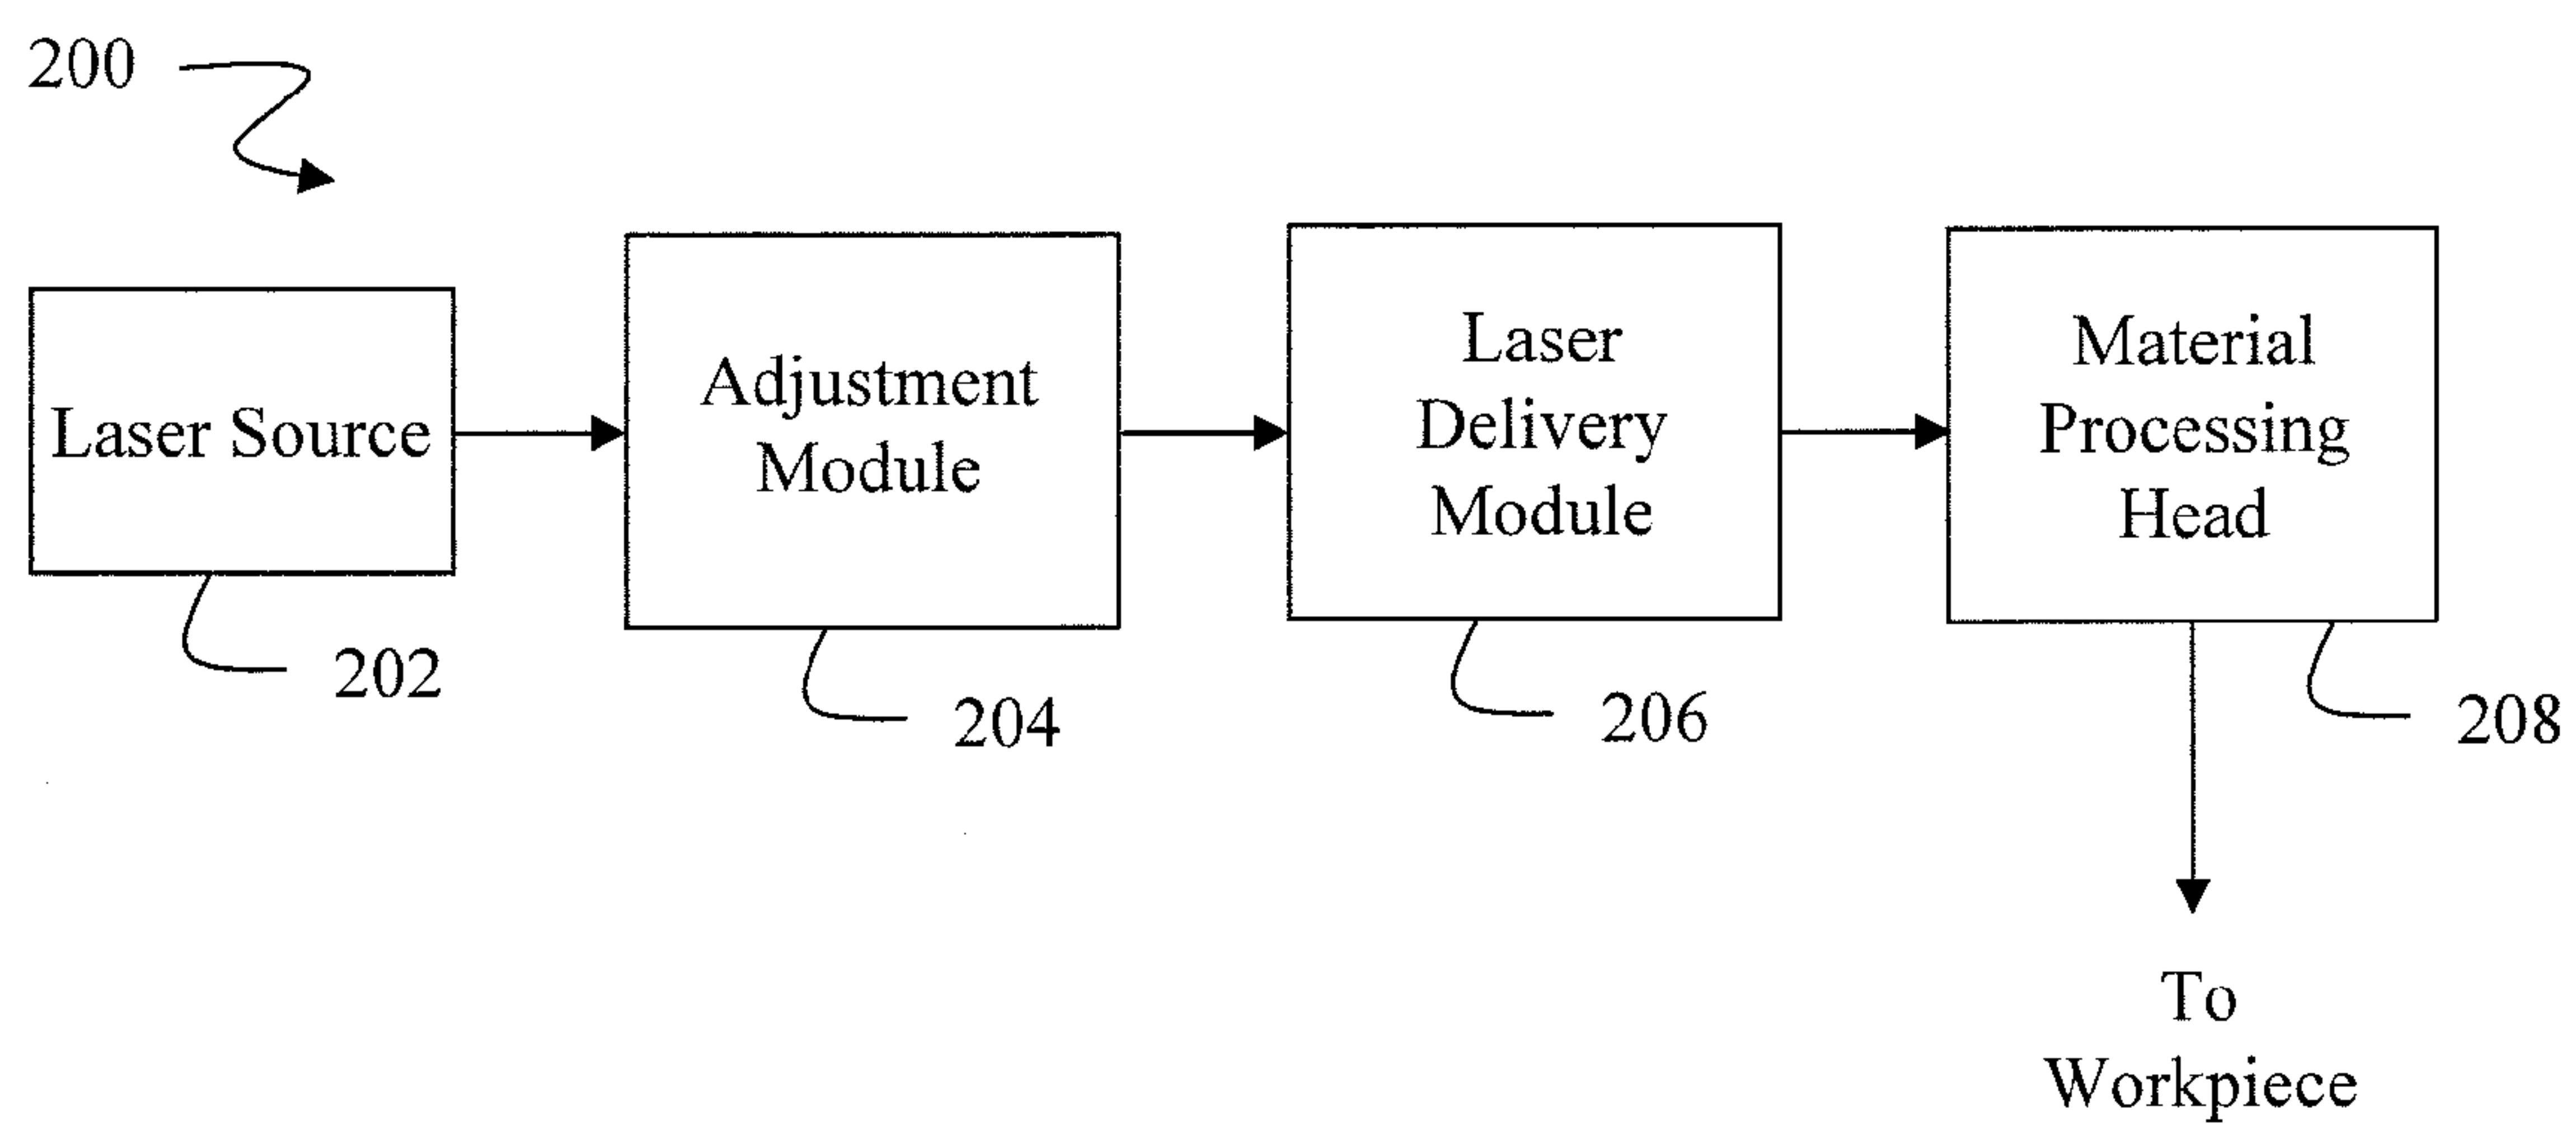 200
Laser Source
202
Adjustment
Module
204
Laser
Delivery
Module
206
Material
Processing
Head
208
To
Workpiece